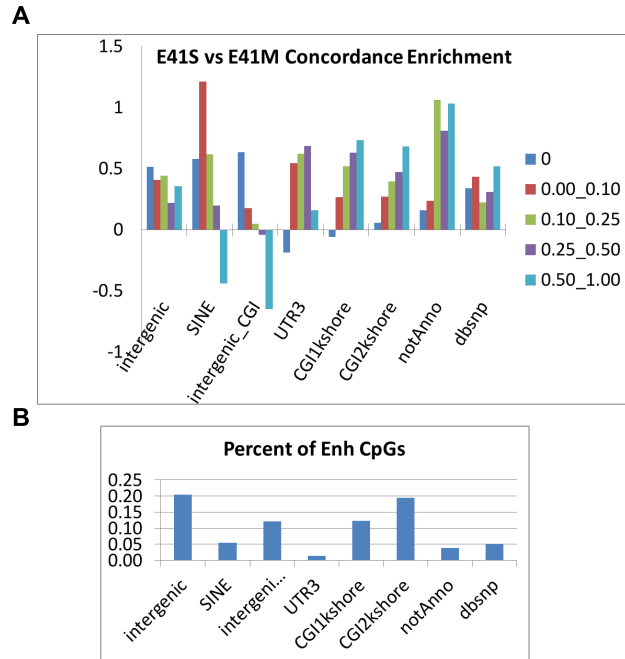 A
E41S vs E41M Concordance Enrichment
1.5
1
0.5
0
-0.5
-1
intergenic
SINE
intergenic_CGI
UTR3
CGI1kshore
CGI2kshore
notAnno
dbsnp
0
0.00_0.10
0.10_0.25
0.25_0.50
0.50_1.00
B
Percent of Enh CpGs
0.25
0.20
0.15
0.10
0.05
0.00
intergenic
SINE
intergeni...
UTR3
CGI1kshore
CGI2kshore
notAnno
dbsnp